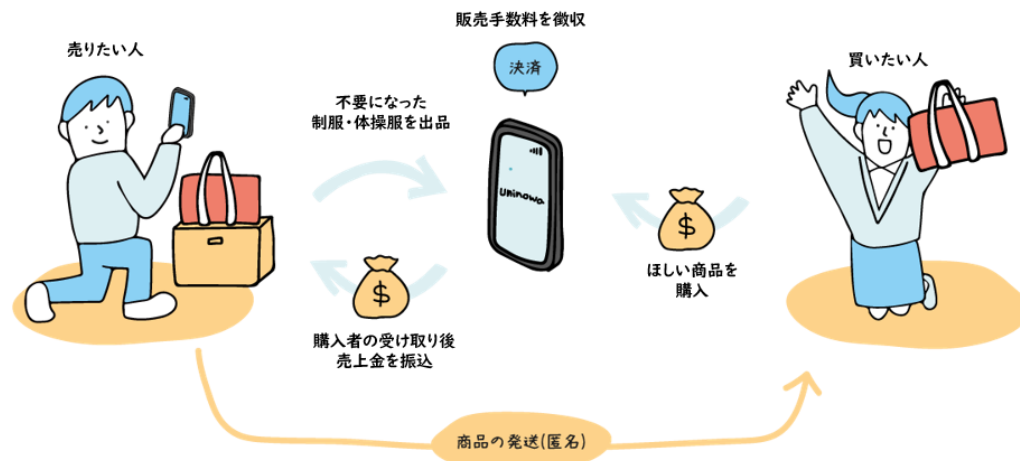 販売手数料を徴収
売りたい人
決済
買いたい人
不要になった
制服・体操服を出品
uninowa
$
ほしい商品を
購入
$
購入者の受け取り後
売上金を振込
商品の発送(匿名)